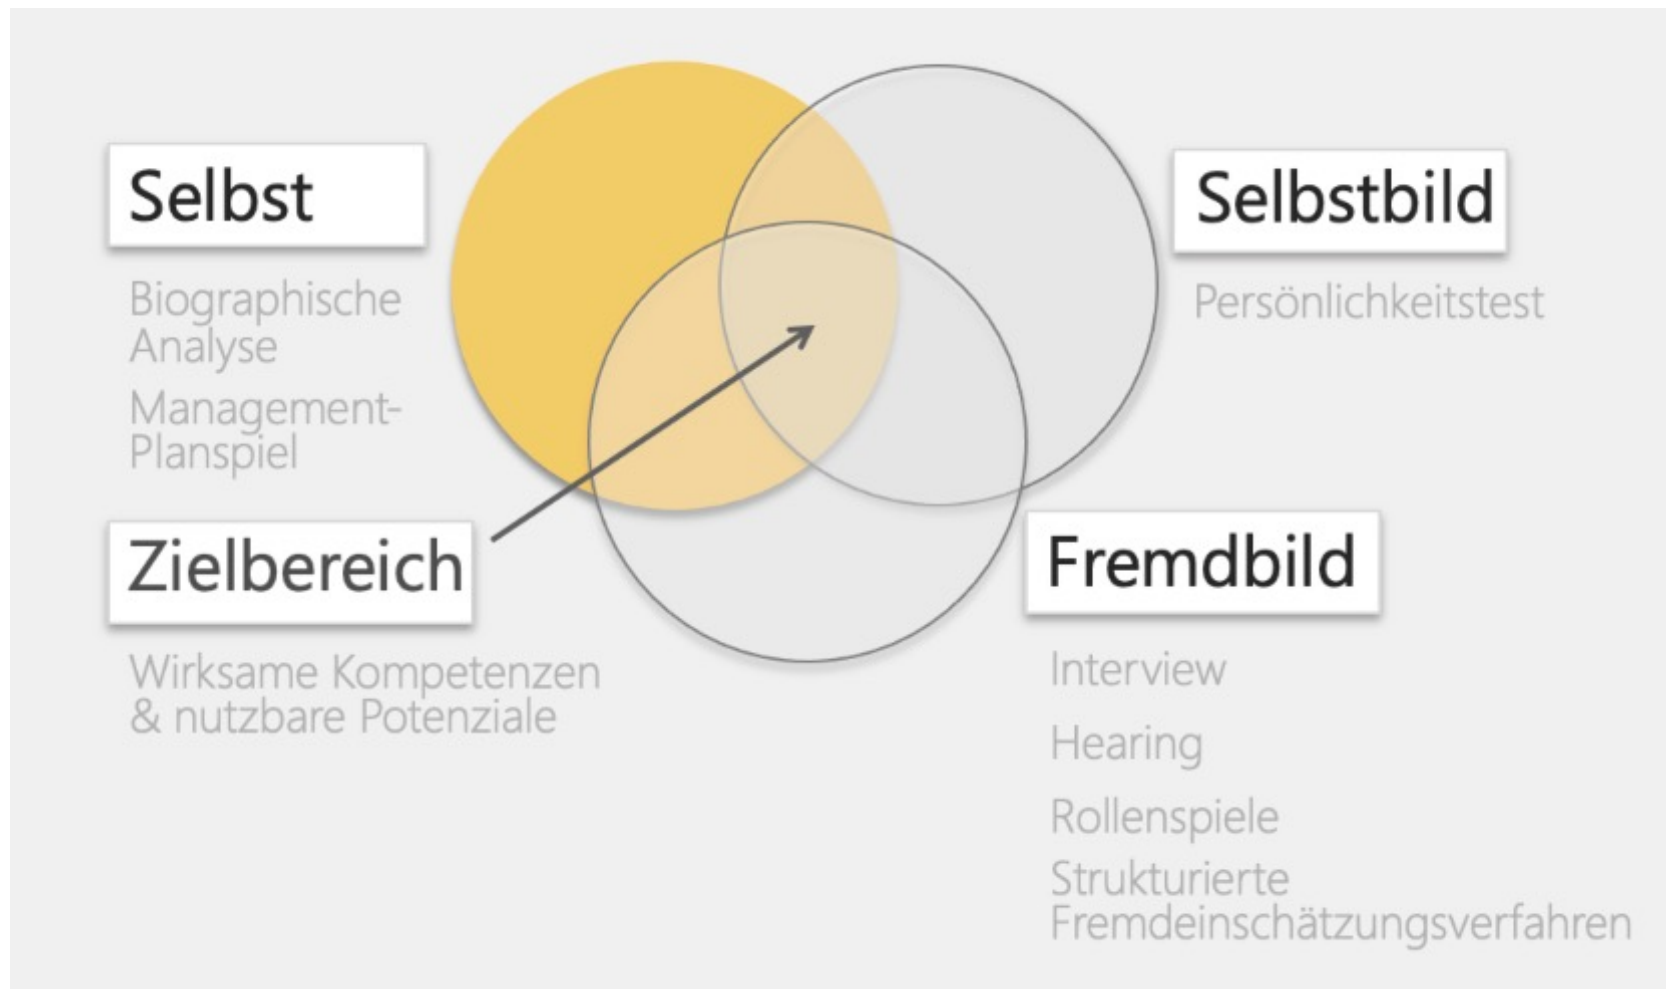 Selbst
Biographische
Analyse
Management-
Planspiel
Zielbereich
Wirksame Kompetenzen
& nutzbare Potenziale
Selbstbild
Persönlichkeitstest
Fremdbild
Interview
Hearing
Rollenspiele
Strukturierte
Fremdeinschätzungsverfahren